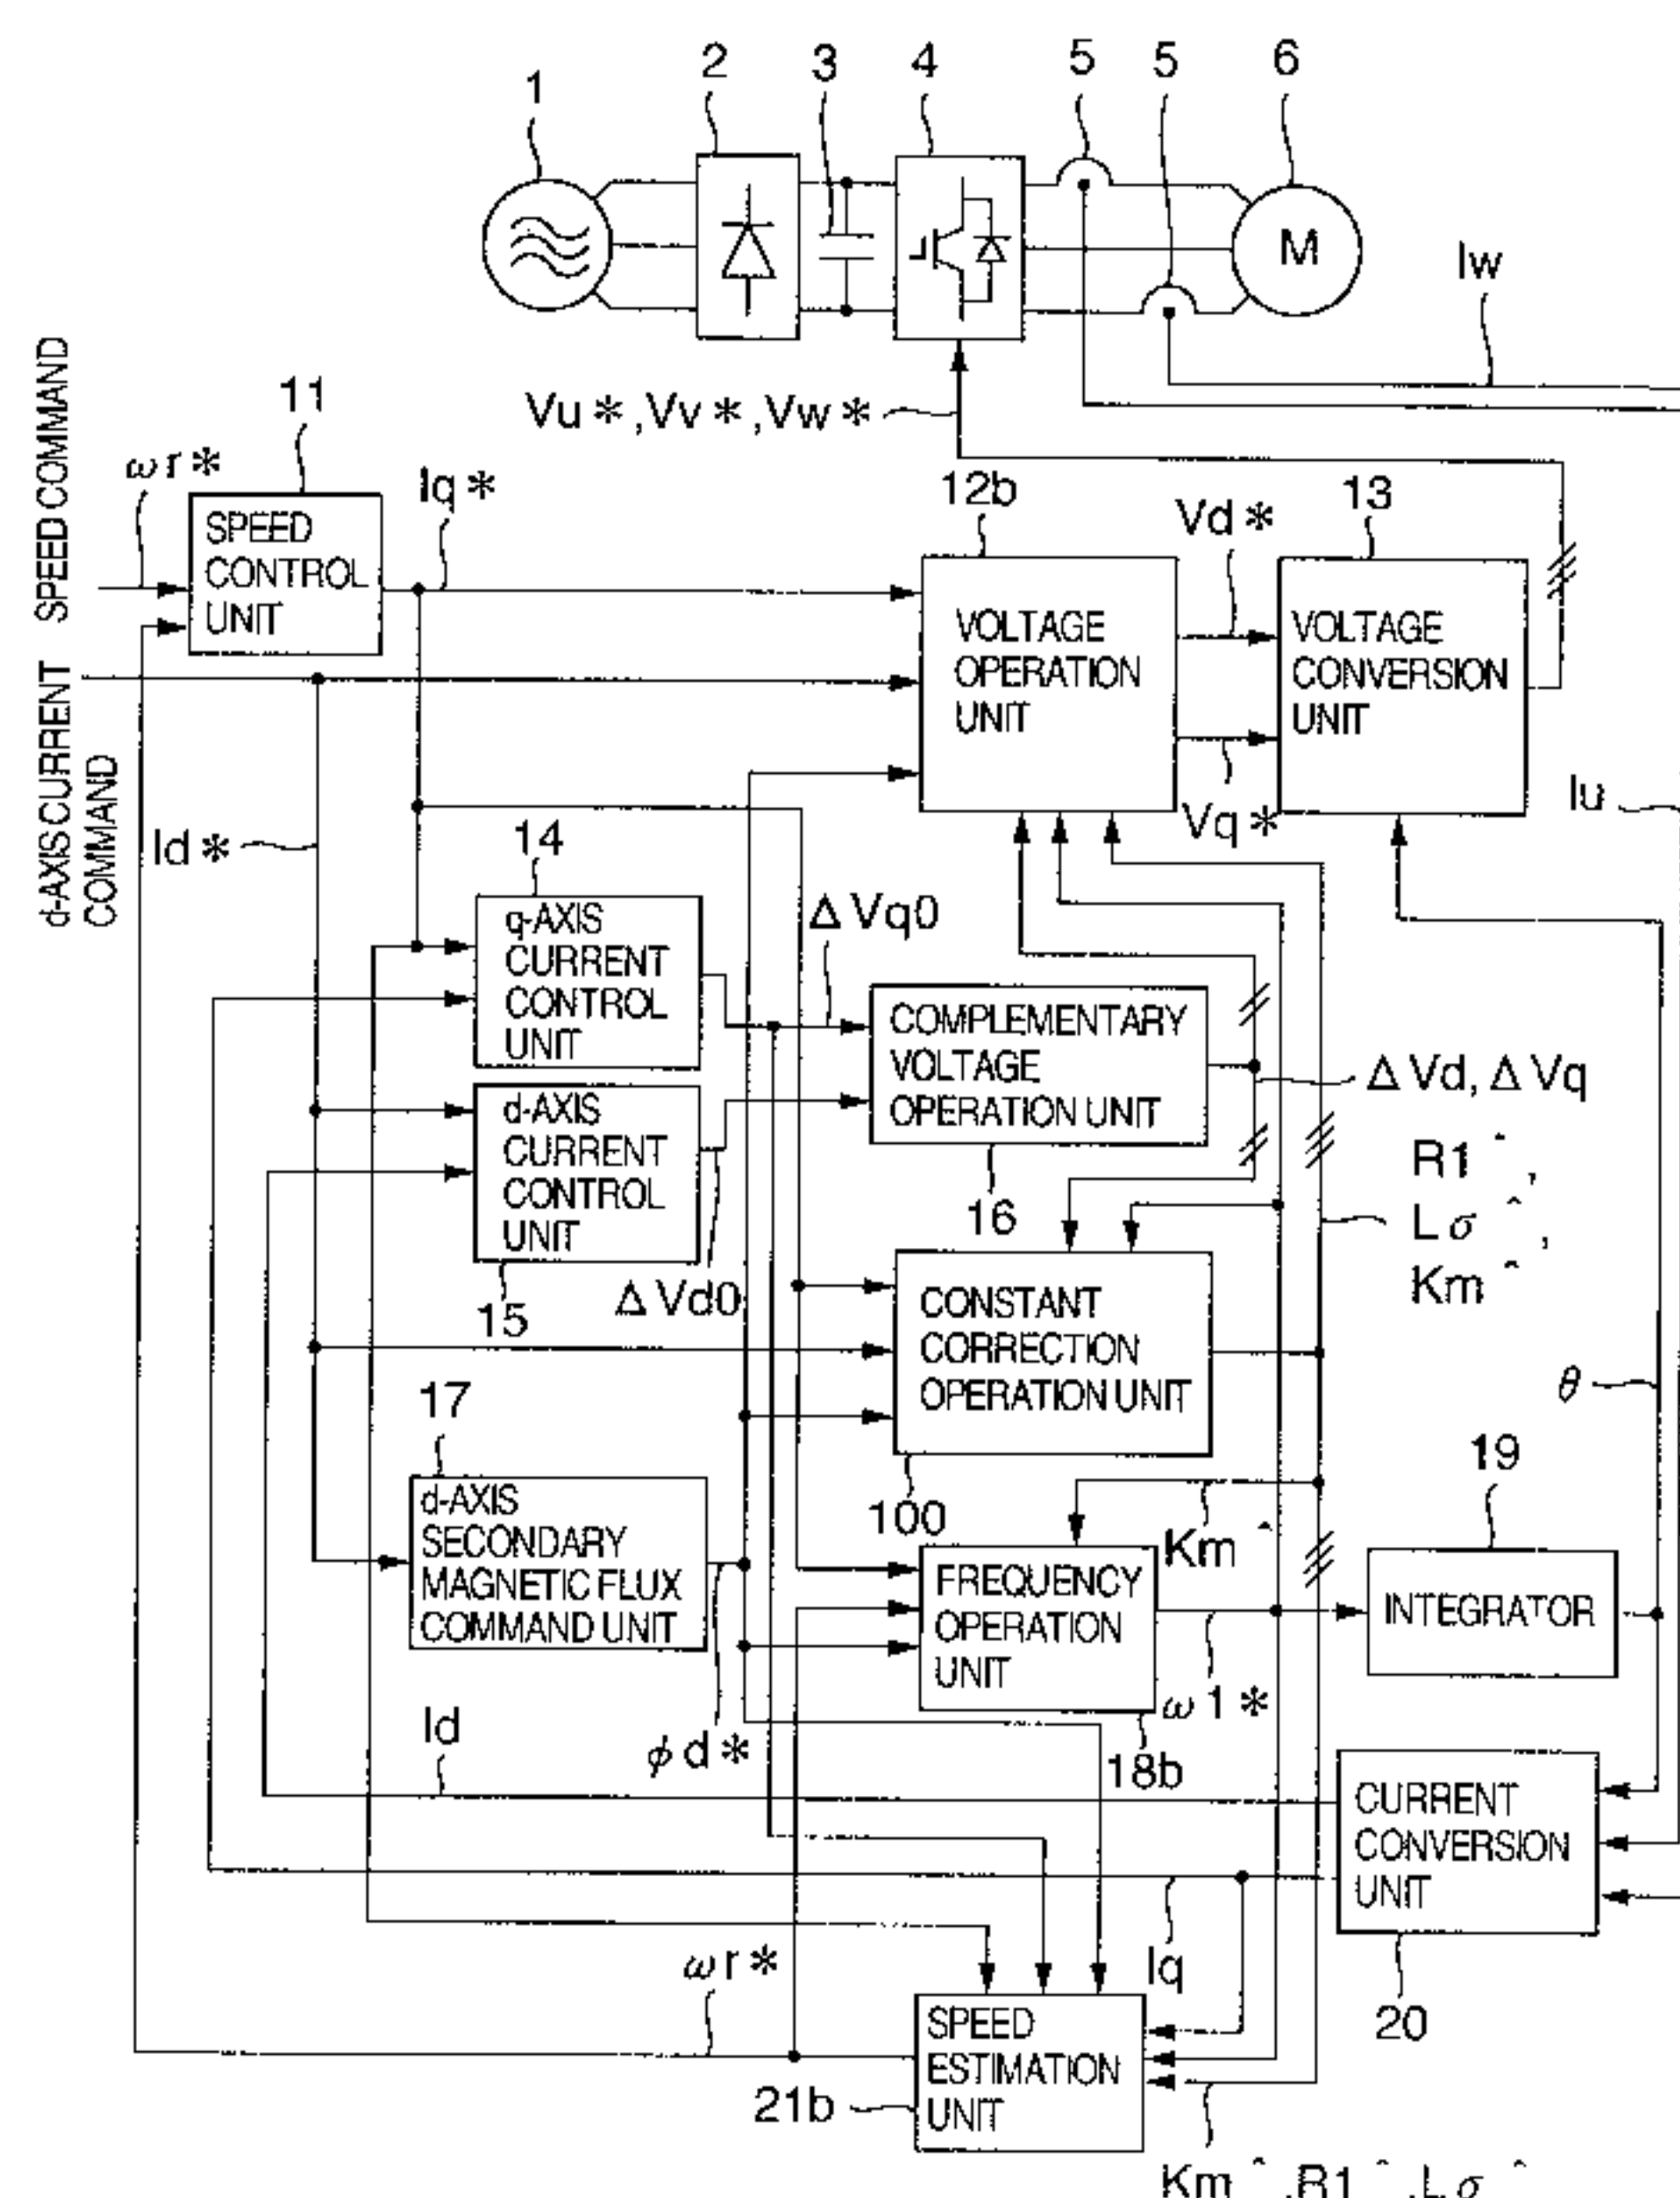 1
2
3
4
5
5
6
M
Iw
Vu*,Vv*,Vw*
SPEED COMMAND
ωr*
11
SPEED
CONTROL
UNIT
Iq*
12b
VOLTAGE
OPERATION
UNIT
Vd*
Vq*
13
VOLTAGE
CONVERSION
UNIT
Iu
d-AXIS CURRENT
COMMAND
Id*
14
q-AXIS
CURRENT
CONTROL
UNIT
ΔVq0
COMPLEMENTARY
VOLTAGE
OPERATION UNIT
16
ΔVd, ΔVq
R1^,
Lσ^,
Km^
d-AXIS
CURRENT
CONTROL
UNIT
15
ΔVd0
CONSTANT
CORRECTION
OPERATION UNIT
100
θ
17
d-AXIS
SECONDARY
MAGNETIC FLUX
COMMAND UNIT
φd*
Km^
FREQUENCY
OPERATION
UNIT
18b
ω1*
19
INTEGRATOR
Id
CURRENT
CONVERSION
UNIT
20
Iq
ωr*
SPEED
ESTIMATION
UNIT
21b
Km^,R1^,Lσ^